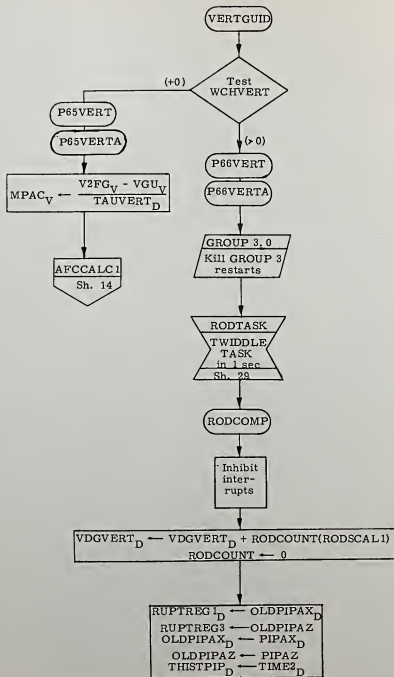 VERTGUID
Test
WCHVERT
(+0)
P65VERT
P65VERTA
MPAC_V ← V2FG_V - VGU_V
TAUVERT_D
AFCCALC1
Sh. 14
(>0)
P66VERT
P66VERTA
GROUP 3, 0
Kill GROUP 3
restarts
RODTASK
TWIDDLE
TASK
in 1 sec
Sh. 29
RODCOMP
Inhibit
inter-
rupts
VDGVERT_D ← VDGVERT_D + RODCOUNT(RODSCAL1)
RODCOUNT ← 0
RUPTREG1_D ← OLDPIPAX_D
RUPTREG3 ← OLDPIPAZ
OLDPIPAX_D ← PIPAX_D
OLDPIPAZ ← PIPAZ
THISTPIP_D ← TIME2_D